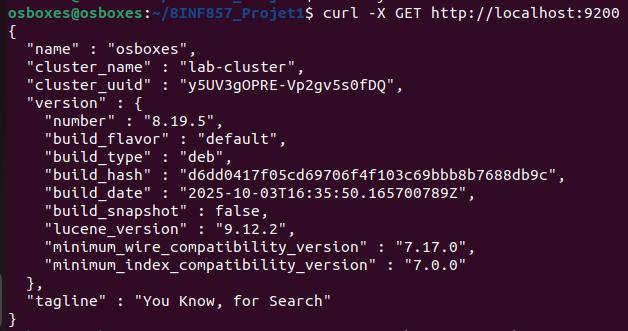 osboxes@osboxes:~/8INF857_Projet1$ curl -X GET http://localhost:9200
{
  "name" : "osboxes",
  "cluster_name" : "lab-cluster",
  "cluster_uuid" : "y5UV3gOPRE-Vp2gv5s0fDQ",
  "version" : {
    "number" : "8.19.5",
    "build_flavor" : "default",
    "build_type" : "deb",
    "build_hash" : "d6dd0417f05cd69706f4f103c69bbb8b7688db9c",
    "build_date" : "2025-10-03T16:35:50.165700789Z",
    "build_snapshot" : false,
    "lucene_version" : "9.12.2",
    "minimum_wire_compatibility_version" : "7.17.0",
    "minimum_index_compatibility_version" : "7.0.0"
  },
  "tagline" : "You Know, for Search"
}